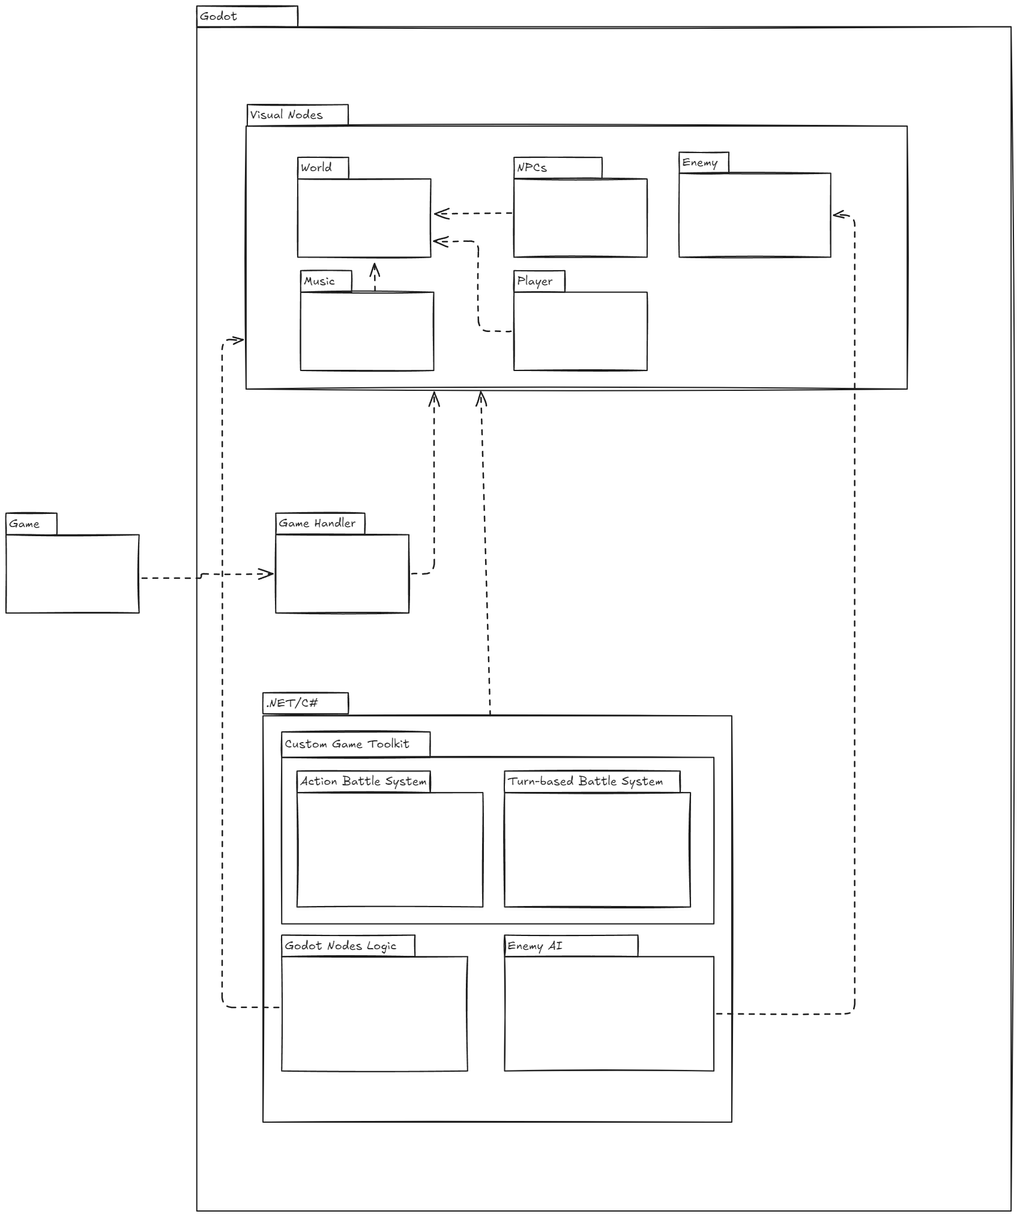 Godot
Visual Nodes
World
NPCs
Enemy
Music
Player
Game
Game Handler
.NET/C#
Custom Game Toolkit
Action Battle System
Turn-based Battle System
Godot Nodes Logic
Enemy AI